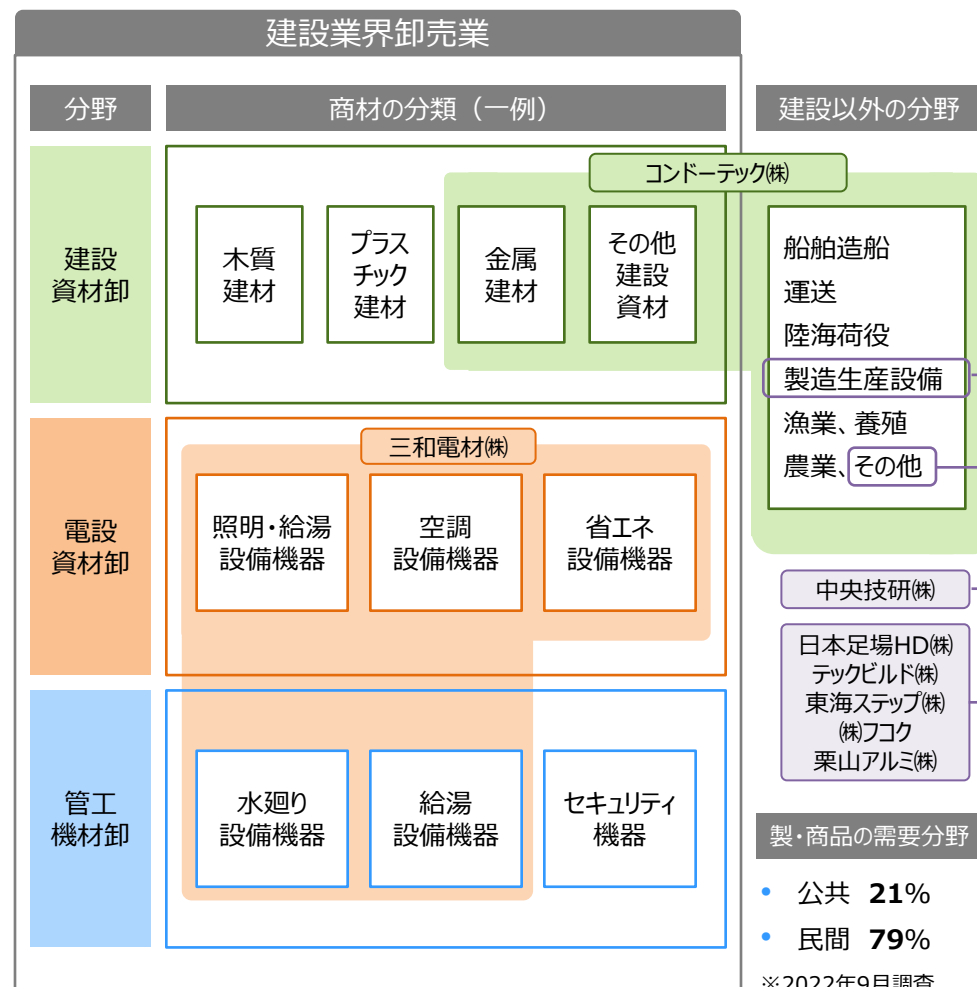 建設業界卸売業
分野
商材の分類（一例）
建設以外の分野
コンドーテック㈱
建設
資材卸
木質
建材
プラス
チック
建材
金属
建材
その他
建設
資材
船舶造船
運送
陸海荷役
製造生産設備
漁業、養殖
農業、その他
三和電材㈱
電設
資材卸
照明・給湯
設備機器
空調
設備機器
省エネ
設備機器
中央技研㈱
日本足場HD㈱
テックビルド㈱
東海ステップ㈱
㈱フコク
栗山アルミ㈱
管工
機材卸
水廻り
設備機器
給湯
設備機器
セキュリティ
機器
製・商品の需要分野
• 公共 21%
• 民間 79%
※2022年9月調査